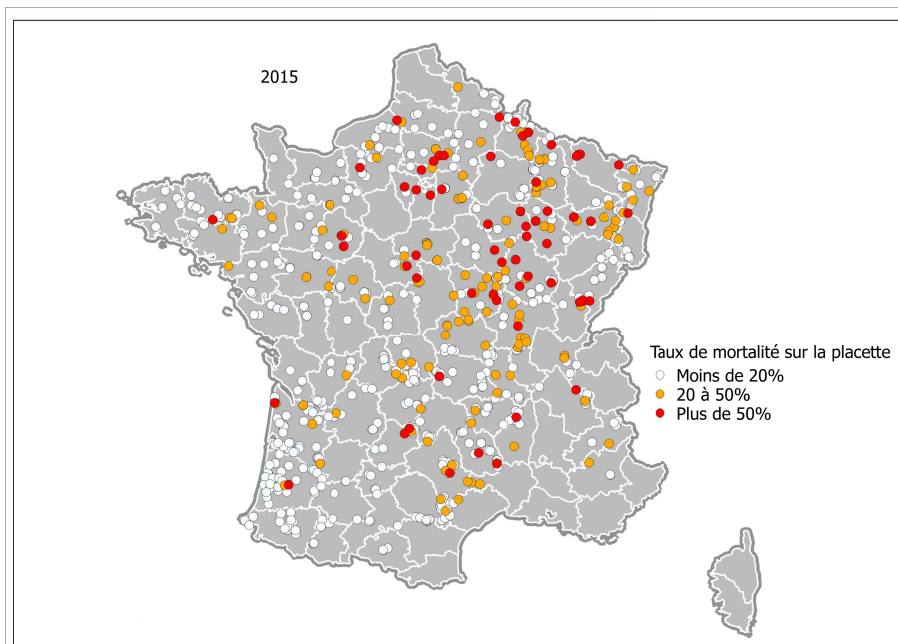 2015
Taux de mortalité sur la placette
Moins de 20%
20 à 50%
Plus de 50%